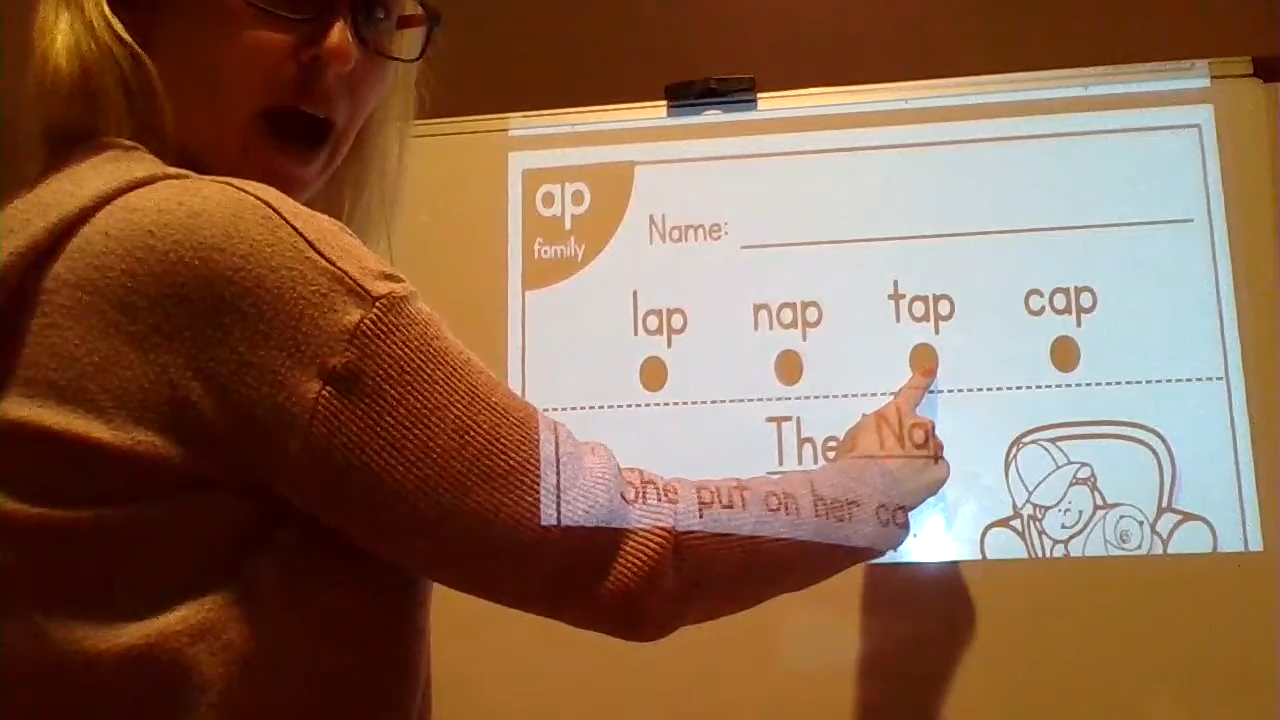 ap
family
Name:
lap nap tap cap
The Nap
She put on her